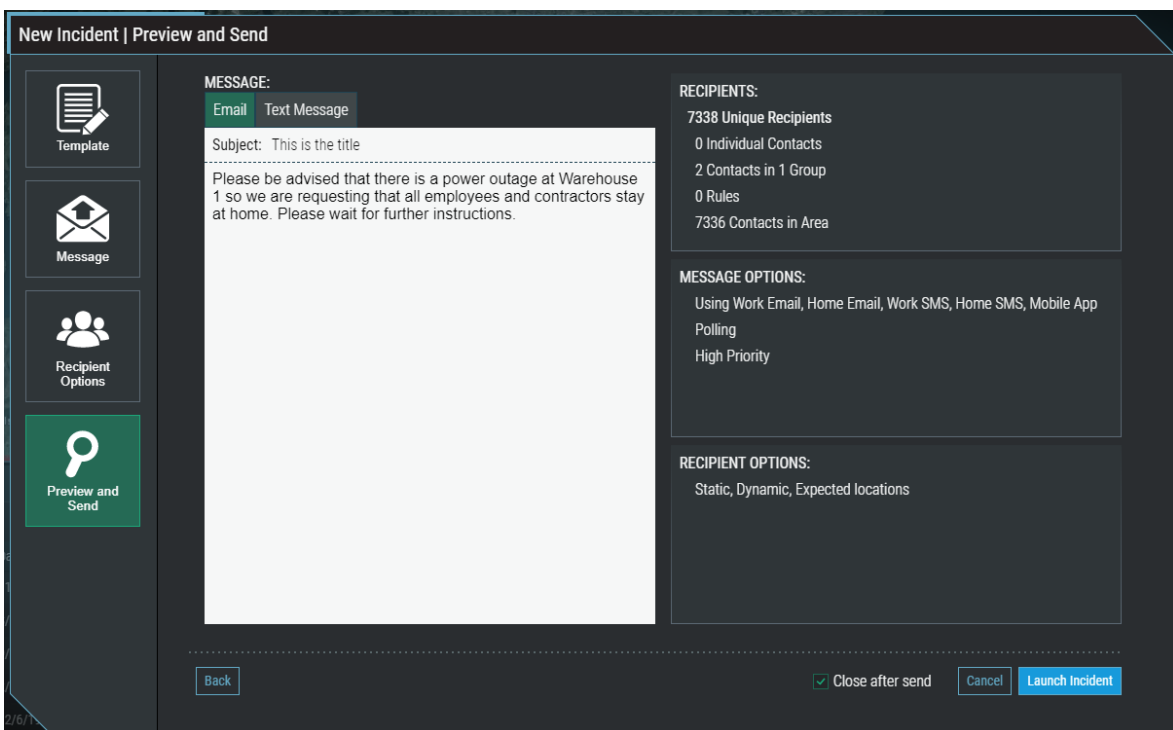 New Incident | Preview and Send
Template
Message
Recipient
Options
Preview and
Send
MESSAGE:
Email Text Message
Subject: This is the title
Please be advised that there is a power outage at Warehouse
1 so we are requesting that all employees and contractors stay
at home. Please wait for further instructions.
RECIPIENTS:
7338 Unique Recipients
0 Individual Contacts
2 Contacts in 1 Group
0 Rules
7336 Contacts in Area
MESSAGE OPTIONS:
Using Work Email, Home Email, Work SMS, Home SMS, Mobile App
Polling
High Priority
RECIPIENT OPTIONS:
Static, Dynamic, Expected locations
Back
Close after send
Cancel
Launch Incident